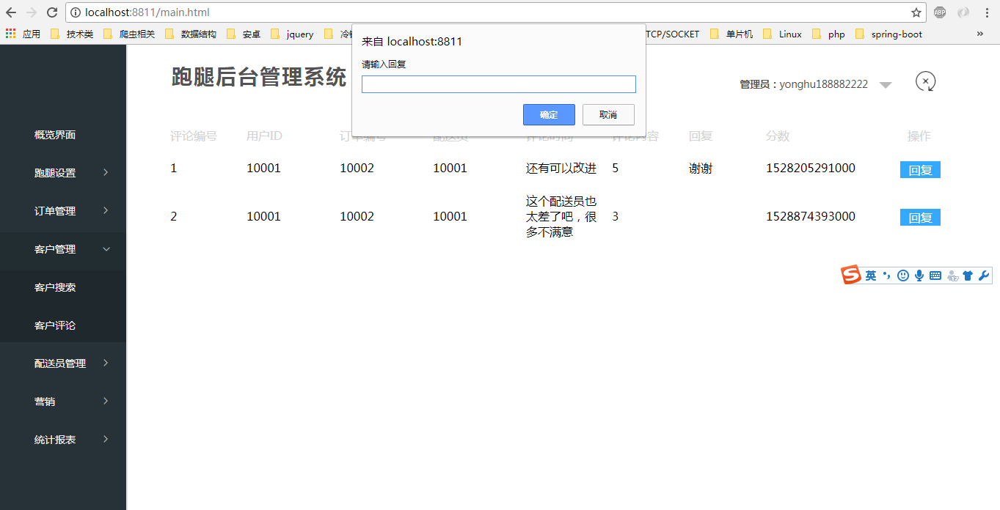 localhost:8811/main.html
ABP
应用 技术类 爬虫相关 数据结构 安卓 jquery TCP/SOCKET 单片机 Linux php spring-boot »
来自 localhost:8811
请输入回复
确定 取消
跑腿后台管理系统
管理员：yonghu188882222
概览界面
跑腿设置
订单管理
客户管理
客户搜索
客户评论
配送员管理
营销
统计报表
评论编号 用户ID 订单编号 配送员 评论时间 评论内容 回复 分数 操作
1 10001 10002 10001 还有可以改进 5 谢谢 1528205291000 回复
2 10001 10002 10001 这个配送员也 3 1528874393000 回复
太差了吧，很
多不满意
S 英